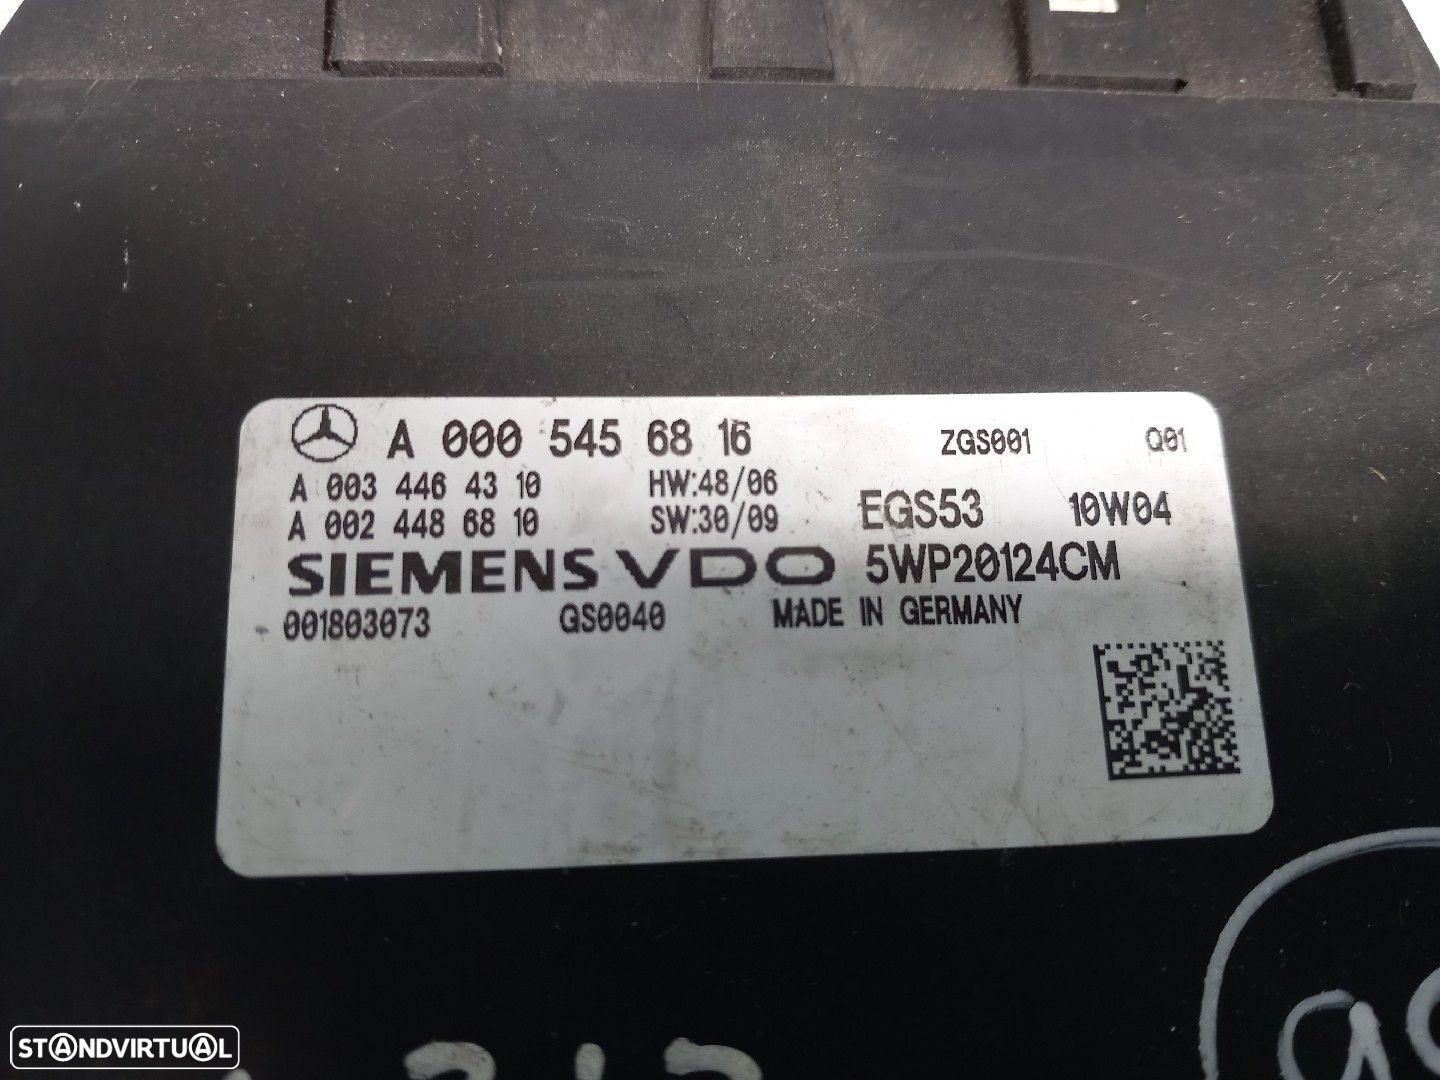 A 000 545 68 16 ZGS001 Q01
A 003 446 43 10 HW:48/06
A 002 448 68 10 SW:30/09 EGS53 10W04
SIEMENS VDO 5WP20124CM
001803073 GS0040 MADE IN GERMANY
STANDVIRTUAL